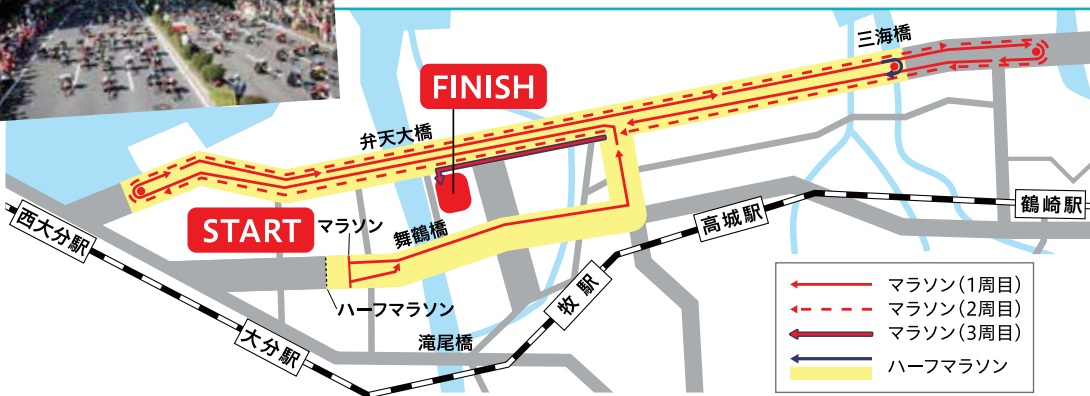 三海橋
FINISH
弁天大橋
START
マラソン
舞鶴橋
ハーフマラソン
西大分駅
大分駅
滝尾橋
牧駅
高城駅
鶴崎駅
マラソン(1周目)
マラソン(2周目)
マラソン(3周目)
ハーフマラソン